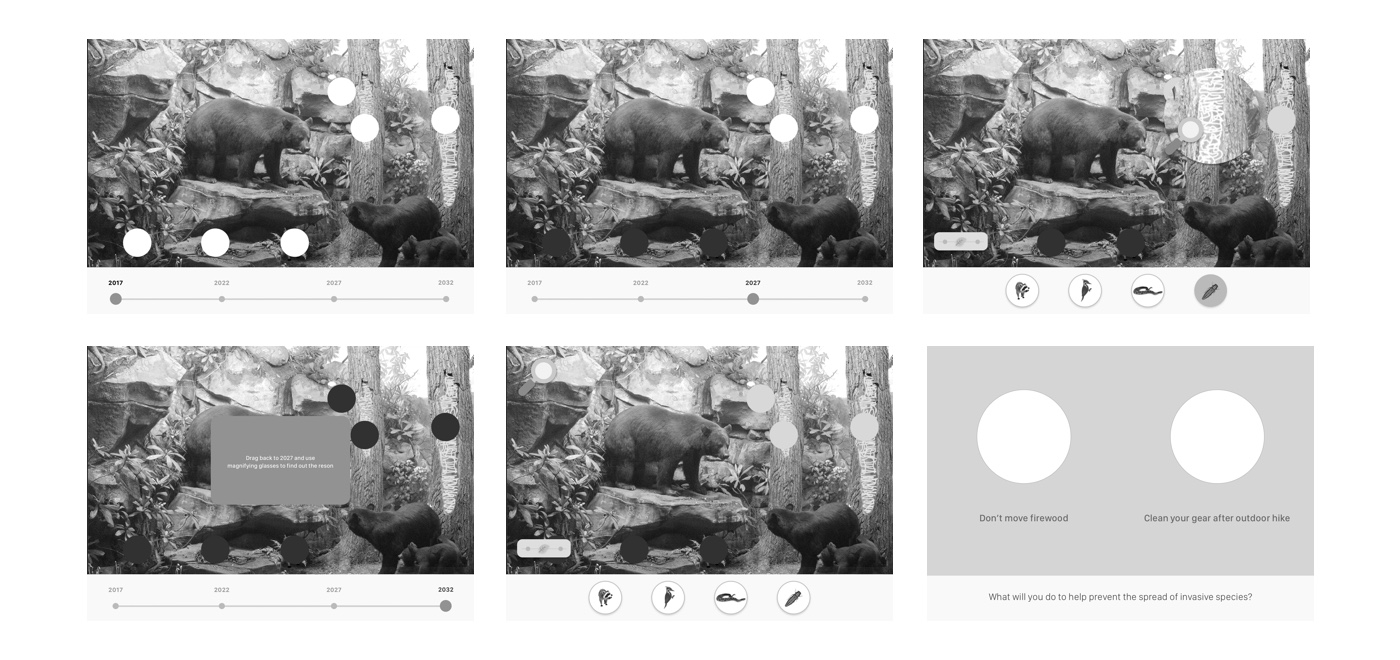 2017 2022 2027 2032
2017 2022 2027 2032
Drag back to 2027 and use
magnifying glasses to find out the reson
2017 2022 2027 2032
Don't move firewood
Clean your gear after outdoor hike
What will you do to help prevent the spread of invasive species?